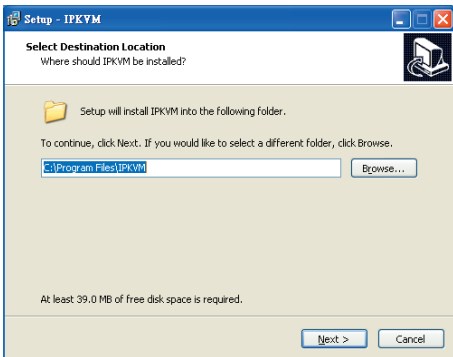 Setup - IPKVM
Select Destination Location
Where should IPKVM be installed?
Setup will install IPKVM into the following folder.
To continue, click Next. If you would like to select a different folder, click Browse.
C:\Program Files\IPKVM
Browse...
At least 39.0 MB of free disk space is required.
Next >
Cancel